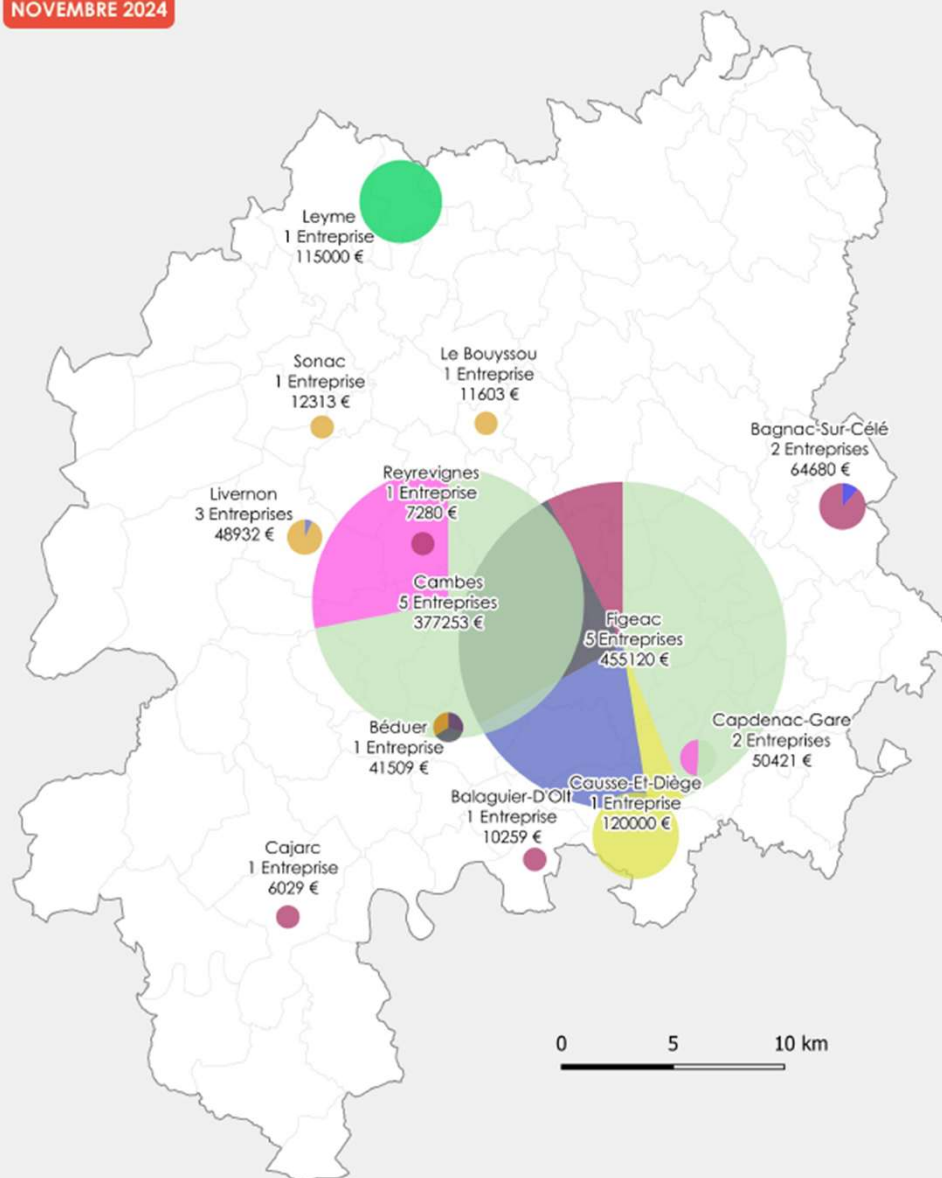 NOVEMBRE 2024
Leyme
1 Entreprise
115000 €
Sonac
1 Entreprise
12313 €
Le Bouyssou
1 Entreprise
11603 €
Bagnac-Sur-Célé
2 Entreprises
64680 €
Reyrevignes
1 Entreprise
7280 €
Livernon
3 Entreprises
48932 €
Cambes
5 Entreprises
377253 €
Figeac
5 Entreprises
455120 €
Capdenac-Gare
2 Entreprises
50421 €
Béduer
1 Entreprise
41509 €
Causse-Et-Diège
1 Entreprise
120000 €
Balaguier-D'Olt
1 Entreprise
10259 €
Cajarc
1 Entreprise
6029 €
0 5 10 km